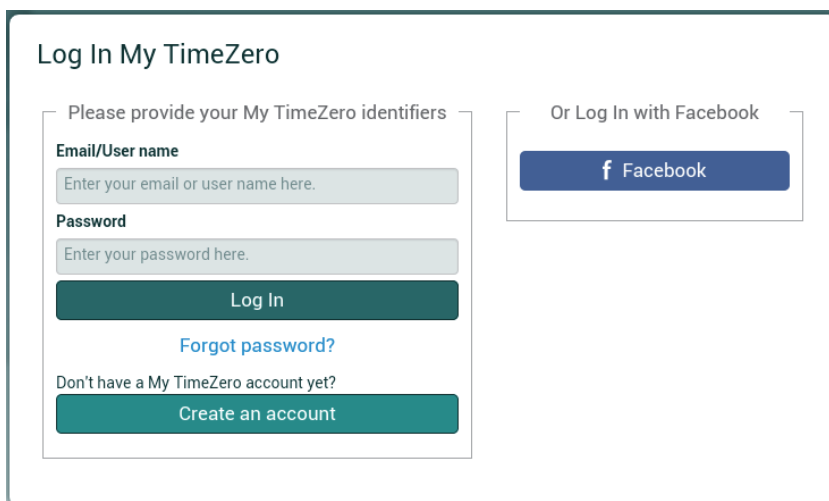 Log In My TimeZero
Please provide your My TimeZero identifiers
Email/User name
Enter your email or user name here.
Password
Enter your password here.
Log In
Forgot password?
Don't have a My TimeZero account yet?
Create an account
Or Log In with Facebook
f Facebook